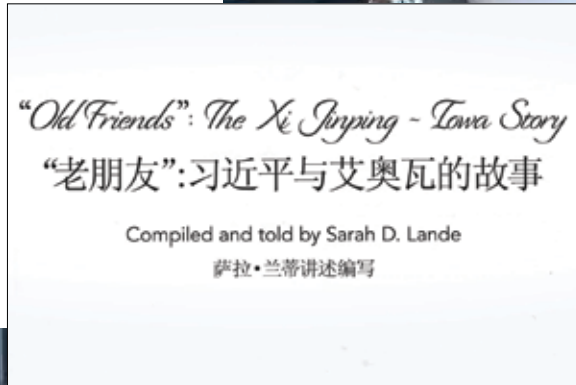 “Old Friends”: The Xi Jinping ~ Iowa Story
“老朋友”:习近平与艾奥瓦的故事
Compiled and told by Sarah D. Lande
萨拉•兰蒂讲述编写